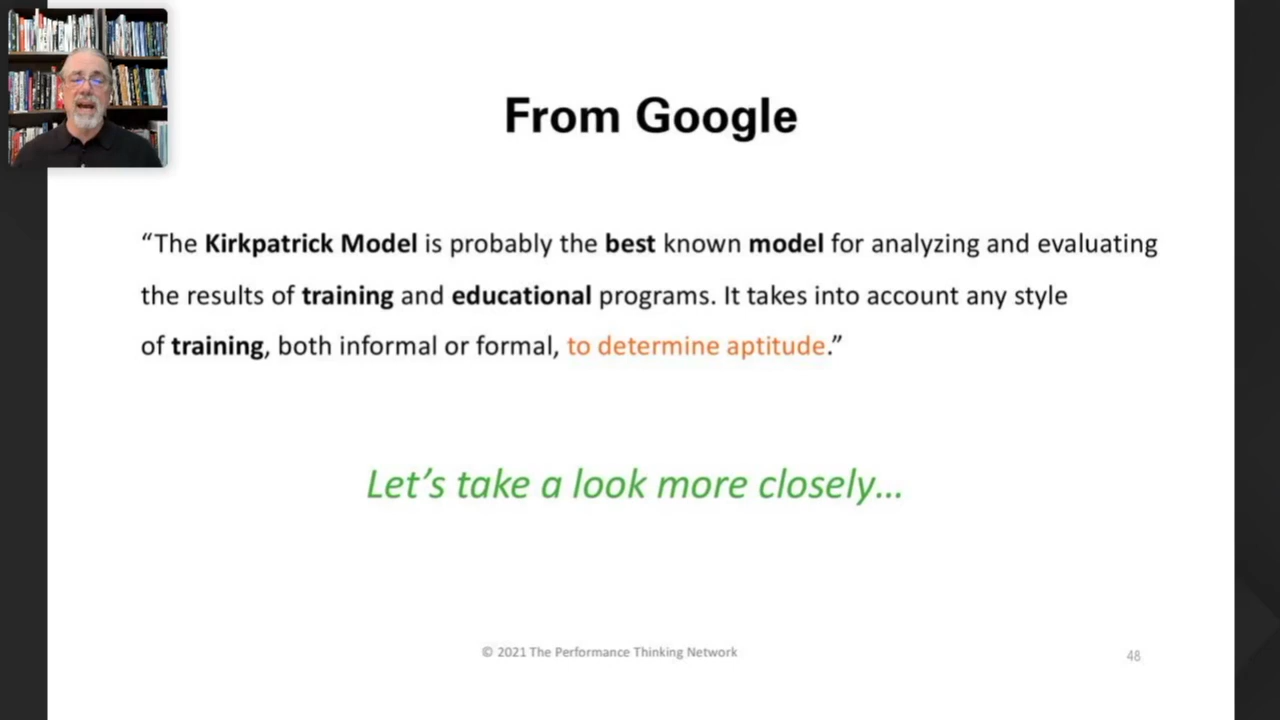 From Google
“The Kirkpatrick Model is probably the best known model for analyzing and evaluating
the results of training and educational programs. It takes into account any style
of training, both informal or formal, to determine aptitude.”
Let’s take a look more closely...
© 2021 The Performance Thinking Network
48